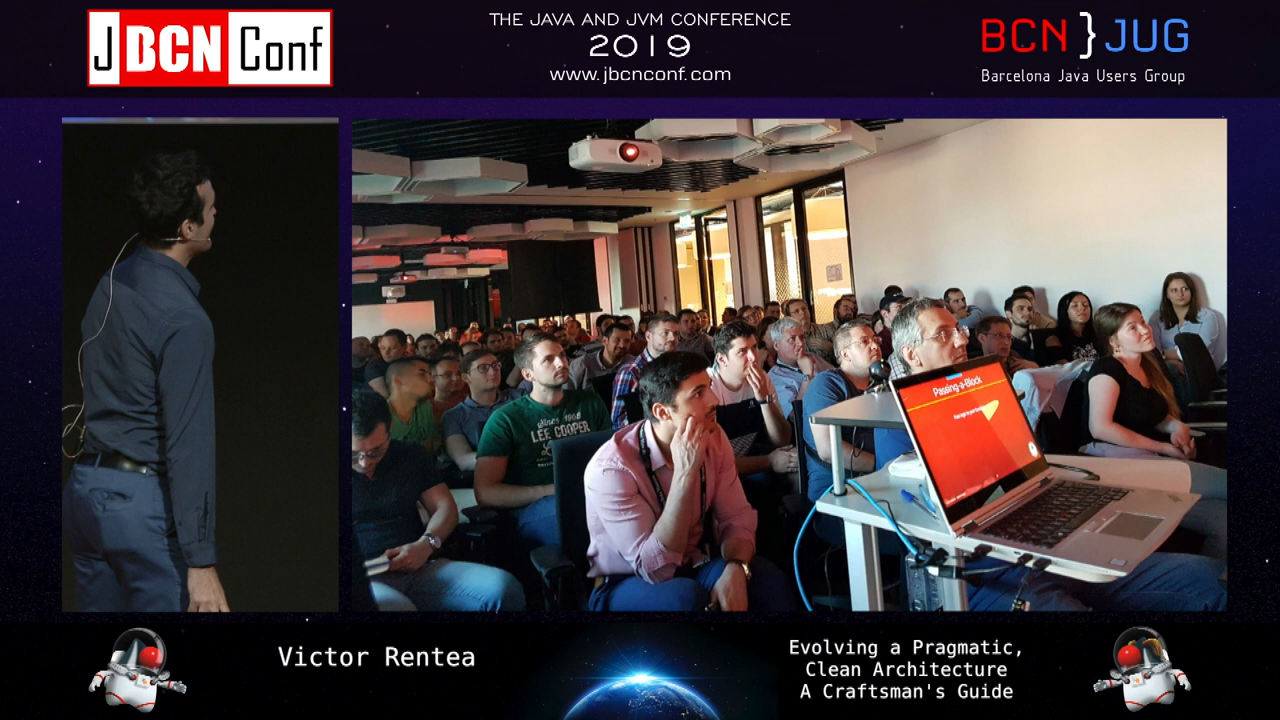 JBCNConf
THE JAVA AND JVM CONFERENCE
2019
www.jbcnconf.com
BCN}JUG
Barcelona Java Users Group
Passing-a-Block
LEE COOPER
Victor Rentea
Evolving a Pragmatic,
Clean Architecture
A Craftsman's Guide